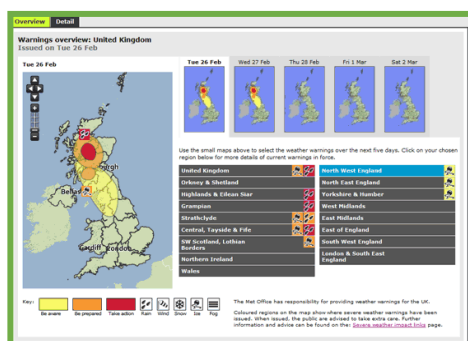 Overview Detail
Warnings overview: United Kingdom
Issued on Tue 26 Feb
Tue 26 Feb
Tue 26 Feb Wed 27 Feb Thu 28 Feb Fri 1 Mar Sat 2 Mar
Cardiff London
Use the small maps above to select the weather warnings over the next five days. Click on your chosen
region below for more details of current warnings in force.
United Kingdom
Orkney & Shetland
Highlands & Eilean Siar
Grampian
Strathclyde
Central, Tayside & Fife
SW Scotland, Lothian
Borders
Northern Ireland
Wales
North West England
North East England
Yorkshire & Humber
West Midlands
East Midlands
East of England
South West England
London & South East
England
Key:
Be aware Be prepared Take action Rain Wind Snow Ice Fog
The Met Office has responsibility for providing weather warnings for the UK.
Coloured regions on the map show where severe weather warnings have been
issued. When issued, the public are advised to take extra care. Further
information and advice can be found on the: Severe weather impact links page.